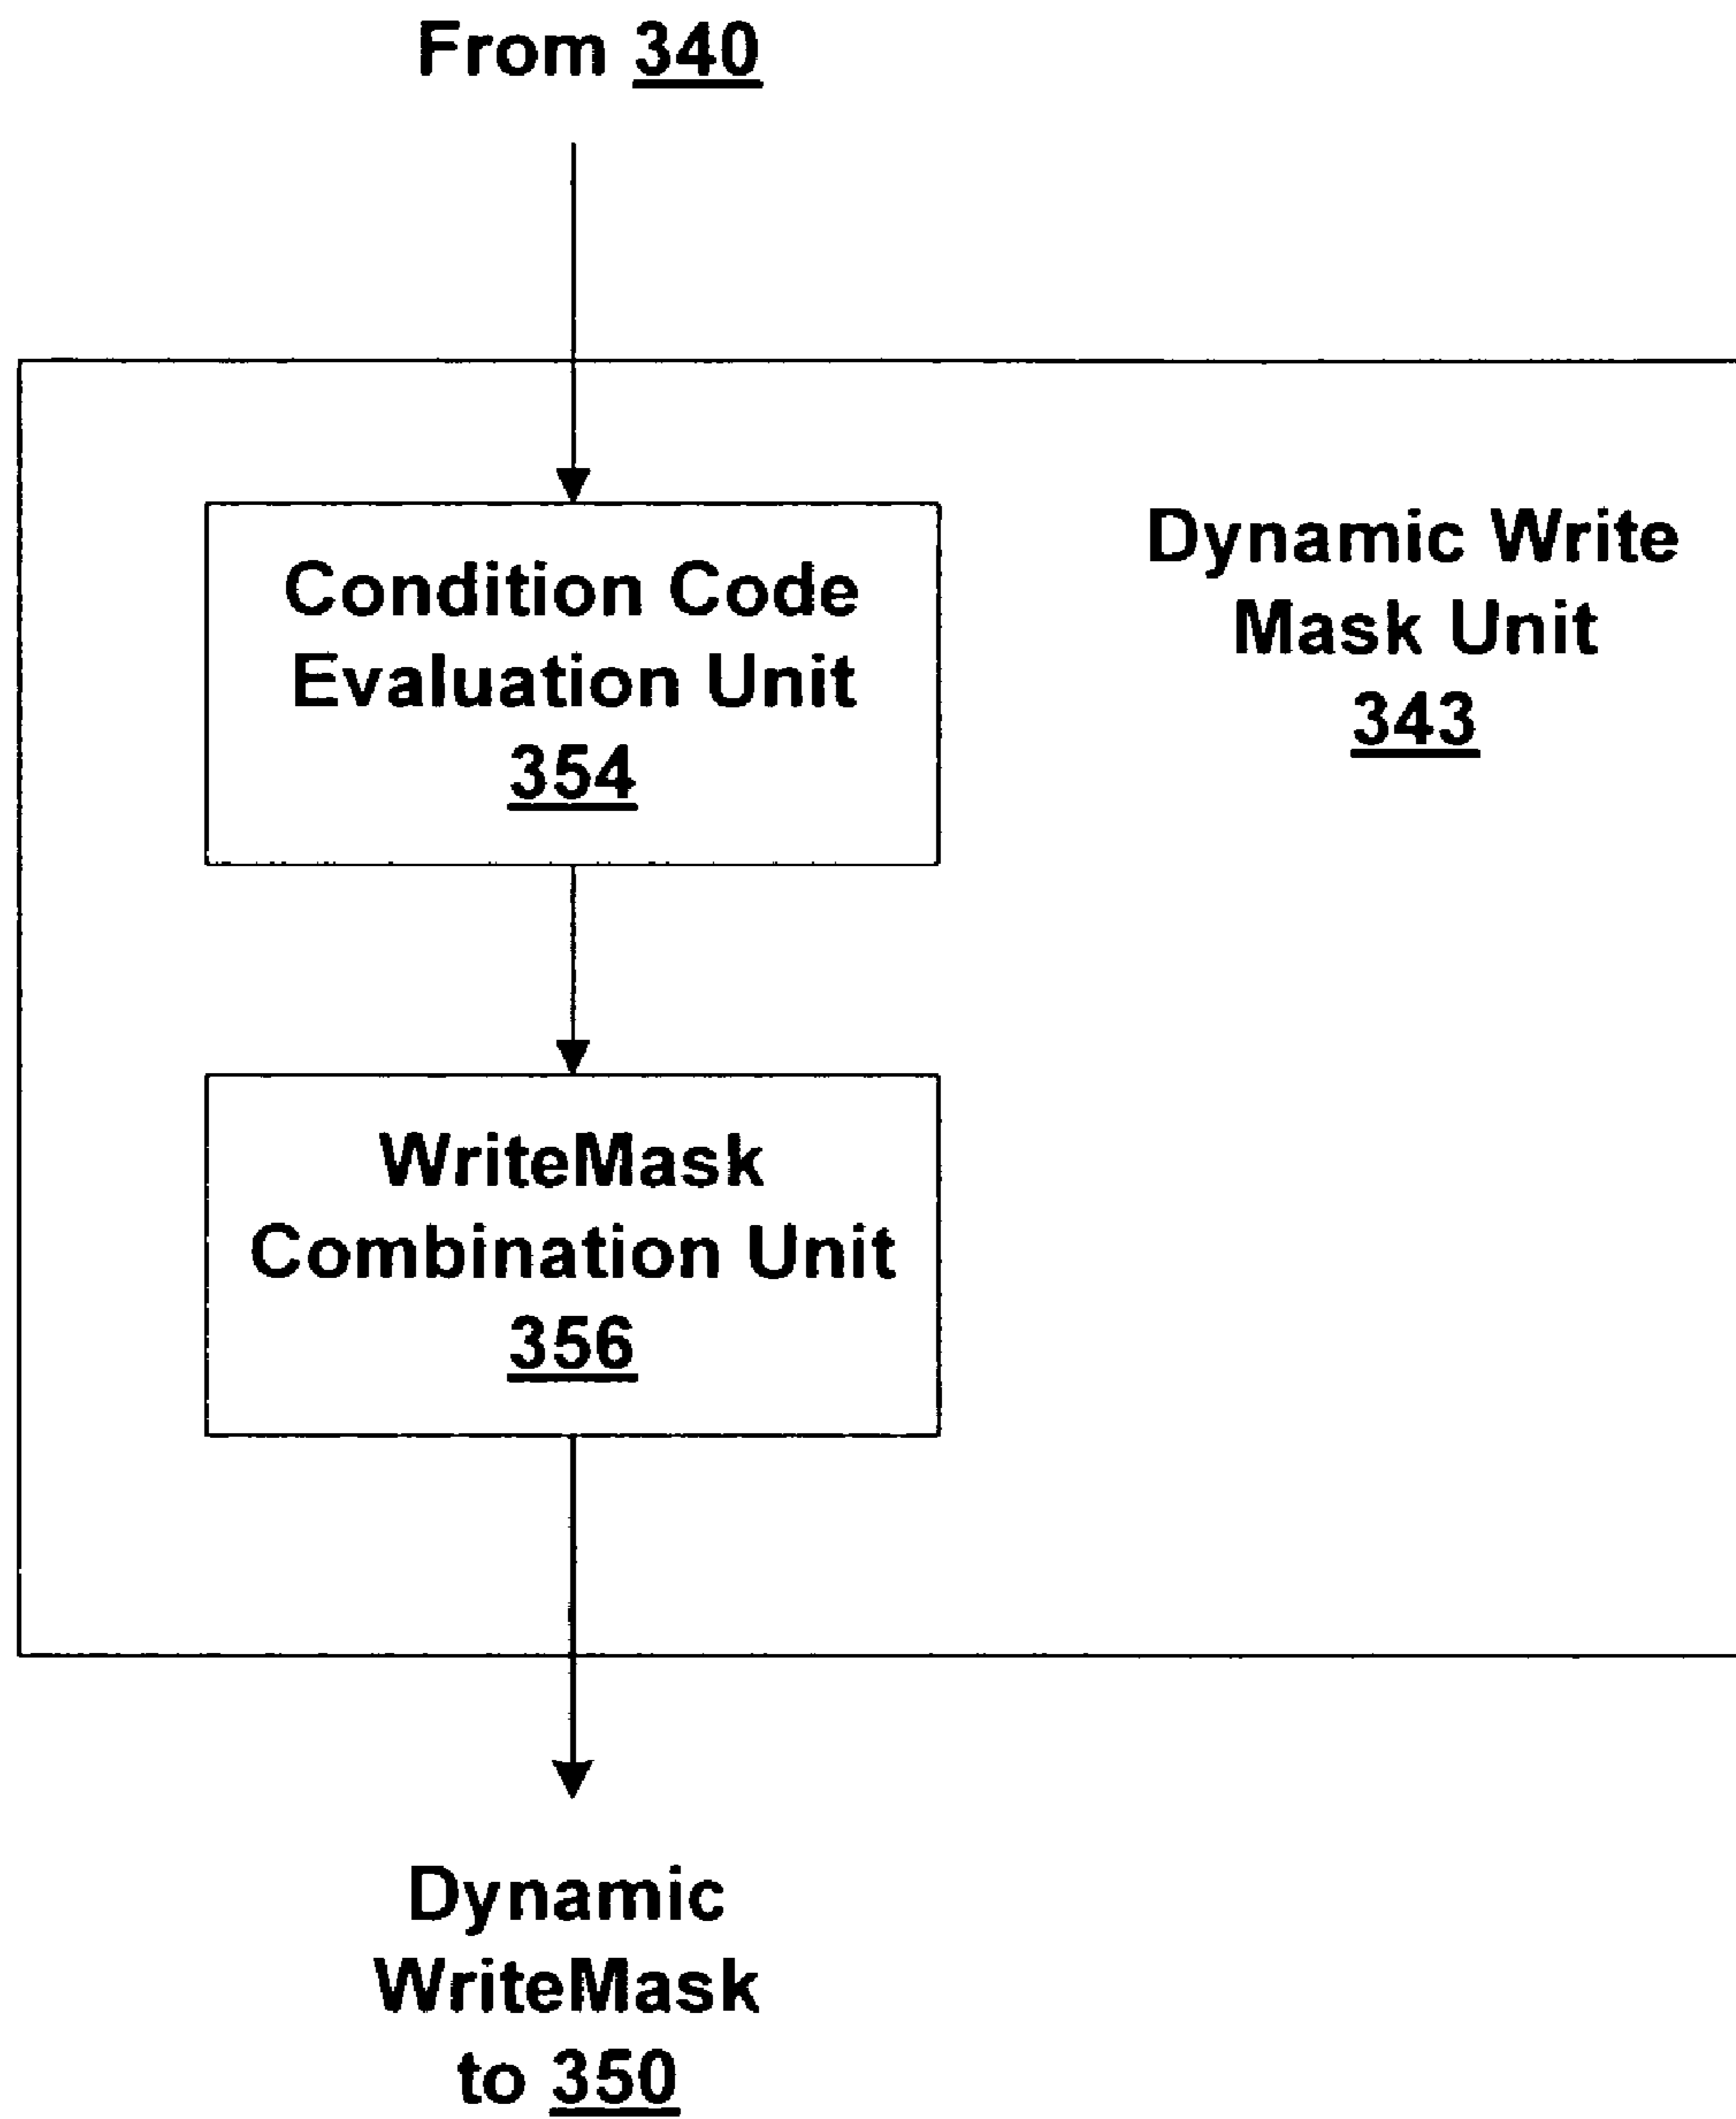 From 340
Condition Code
Evaluation Unit
354
Dynamic Write
Mask Unit
343
WriteMask
Combination Unit
356
Dynamic
WriteMask
to 350